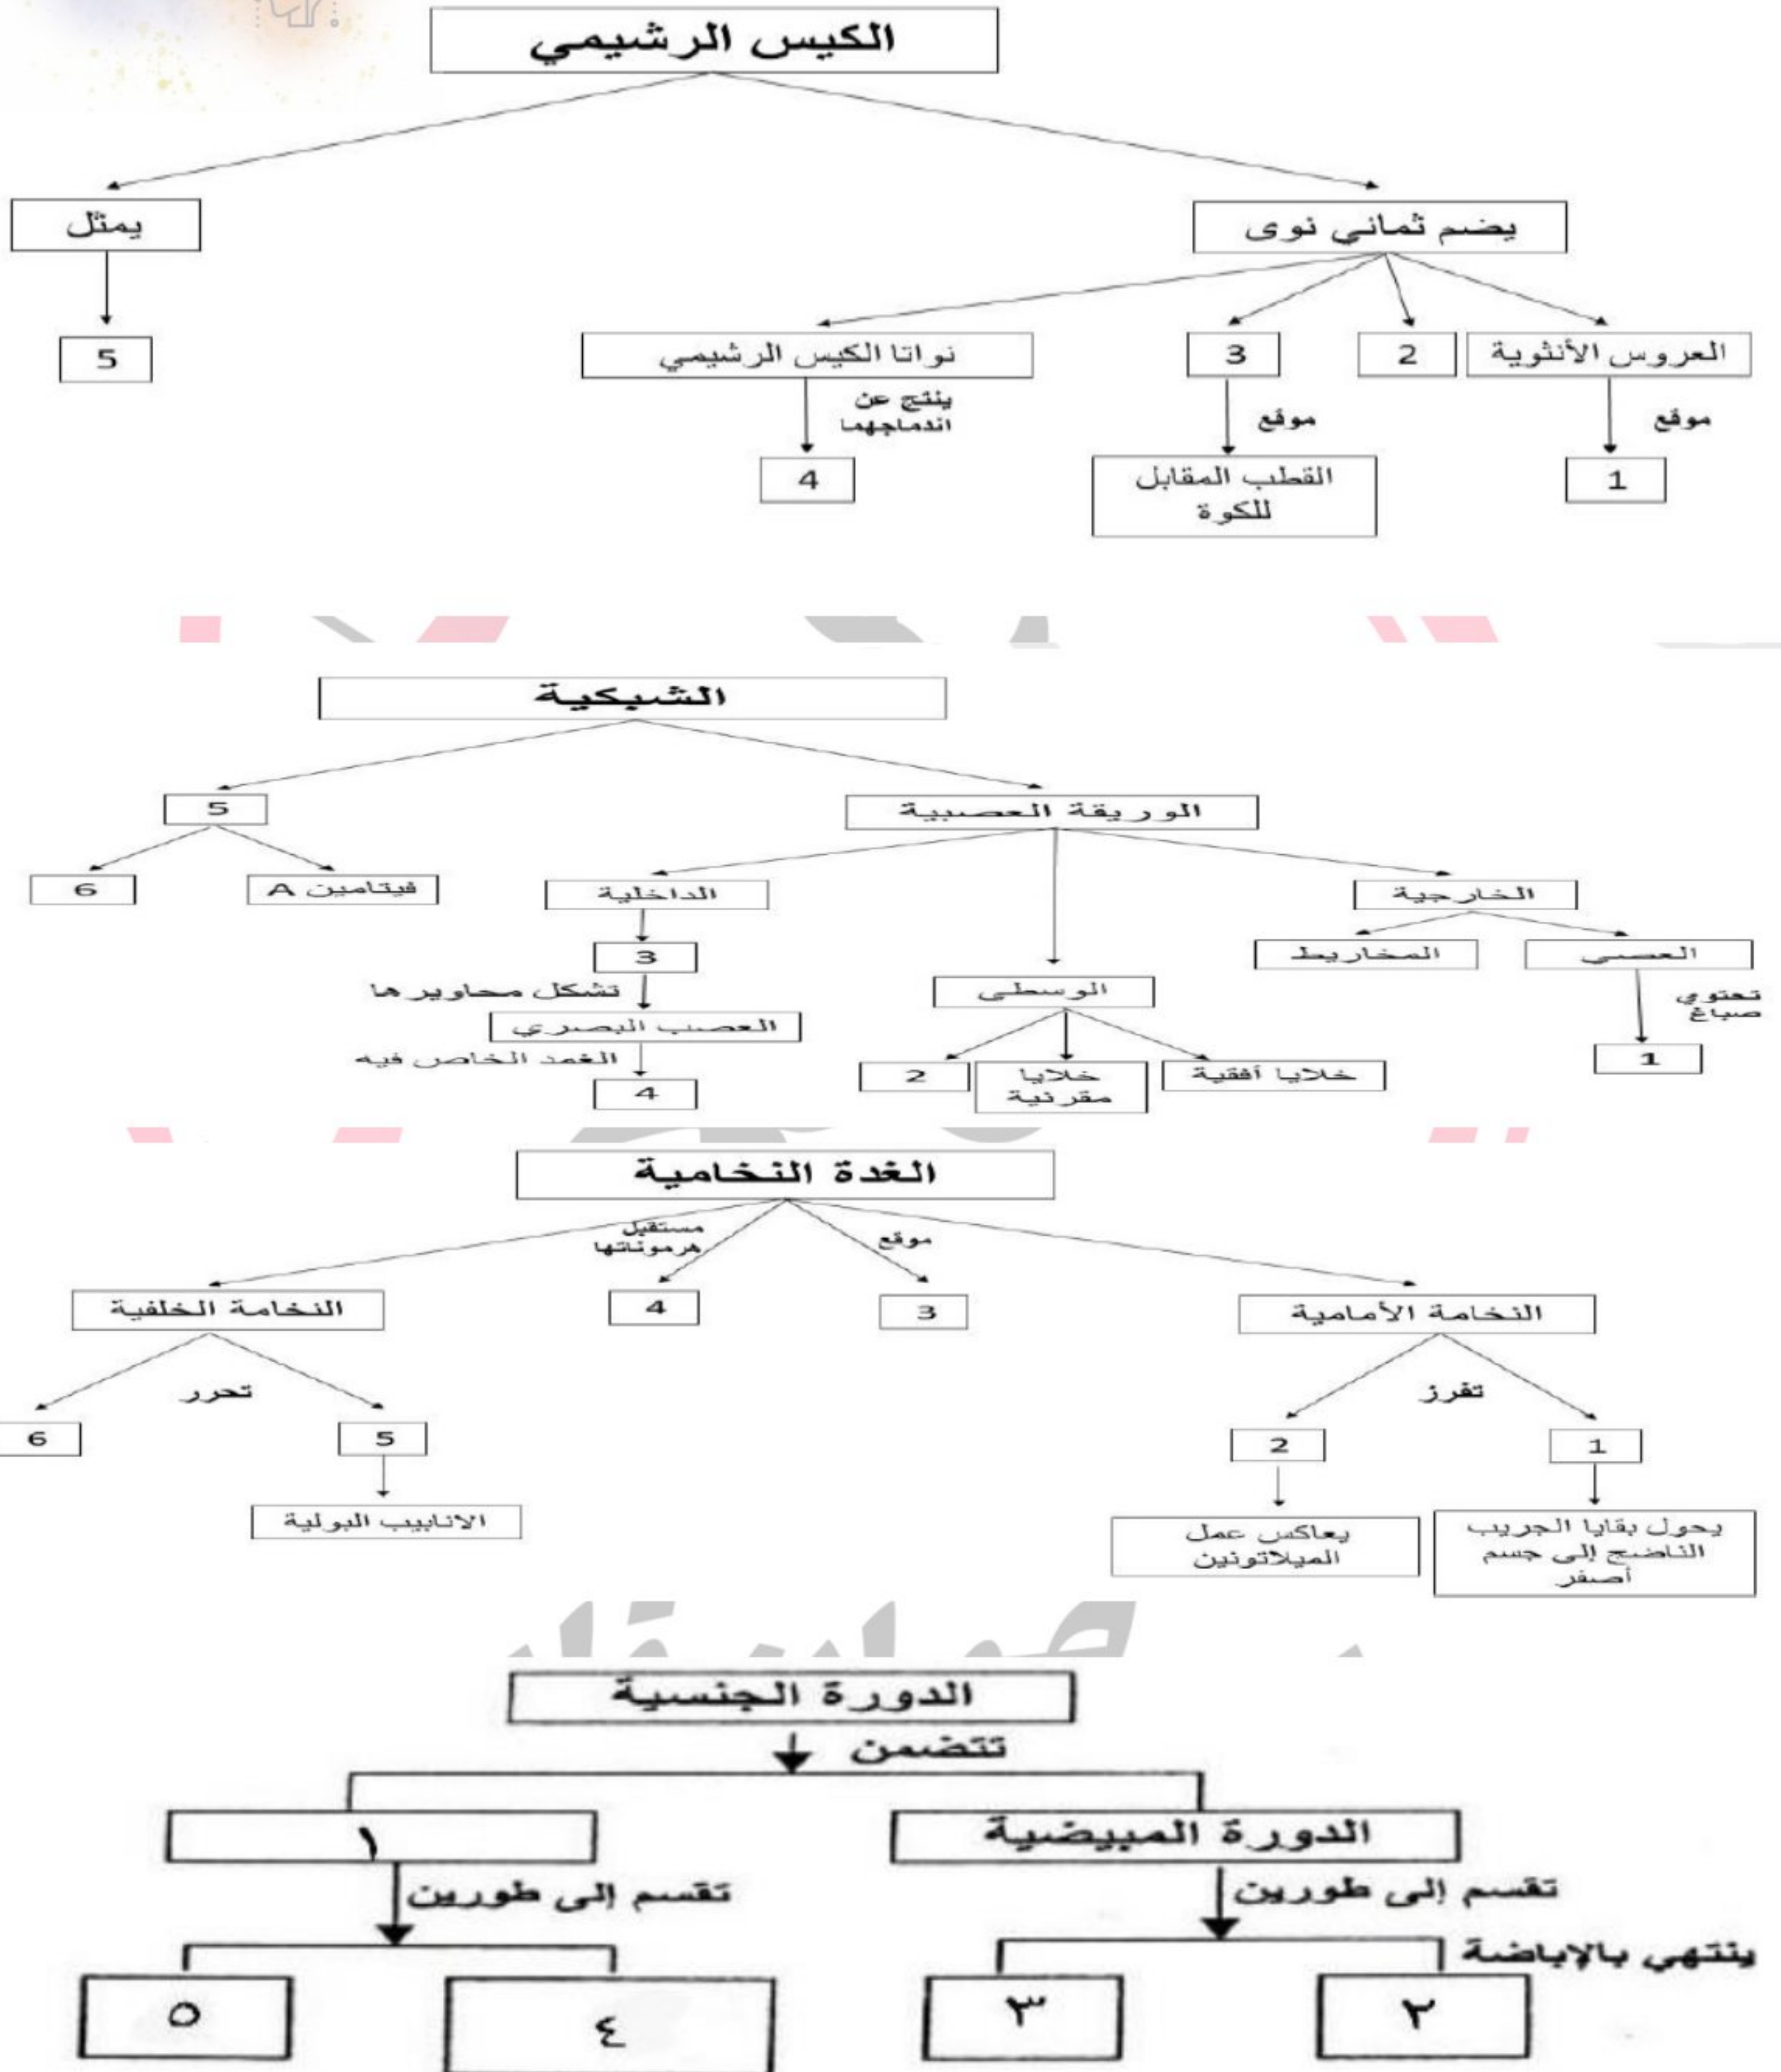 الكيس الرشيمي
يضم ثماني نوى
يمثل
العروس الأنثوية
2
3
نواتا الكيس الرشيمي
5
موقع
موقع
ينتج عن
اندماجهما
1
القطب المقابل
للكوة
4
الشبكية
الوريقة العصبية
5
الخارجية
الداخلية
فيتامين A
6
العصي
المخاريط
3
تحتوي
صباغ
الوسطى
تشكل محاويرها
العصب البصري
1
الغمد الخاص فيه
خلايا أفقية
خلايا
مقرنية
2
4
الغدة النخامية
موقع
مستقبل
هرموناتها
النخامة الأمامية
3
4
النخامة الخلفية
تفرز
تحرر
1
2
5
6
يحول بقايا الجريب
الناضج إلى جسم
أصفر
يعاكس عمل
الميلاتونين
الانابيب البولية
الدورة الجنسية
تتضمن
الدورة المبيضية
١
تقسم إلى طورين
تقسم إلى طورين
ينتهي بالإباضة
٢
٣
٤
٥